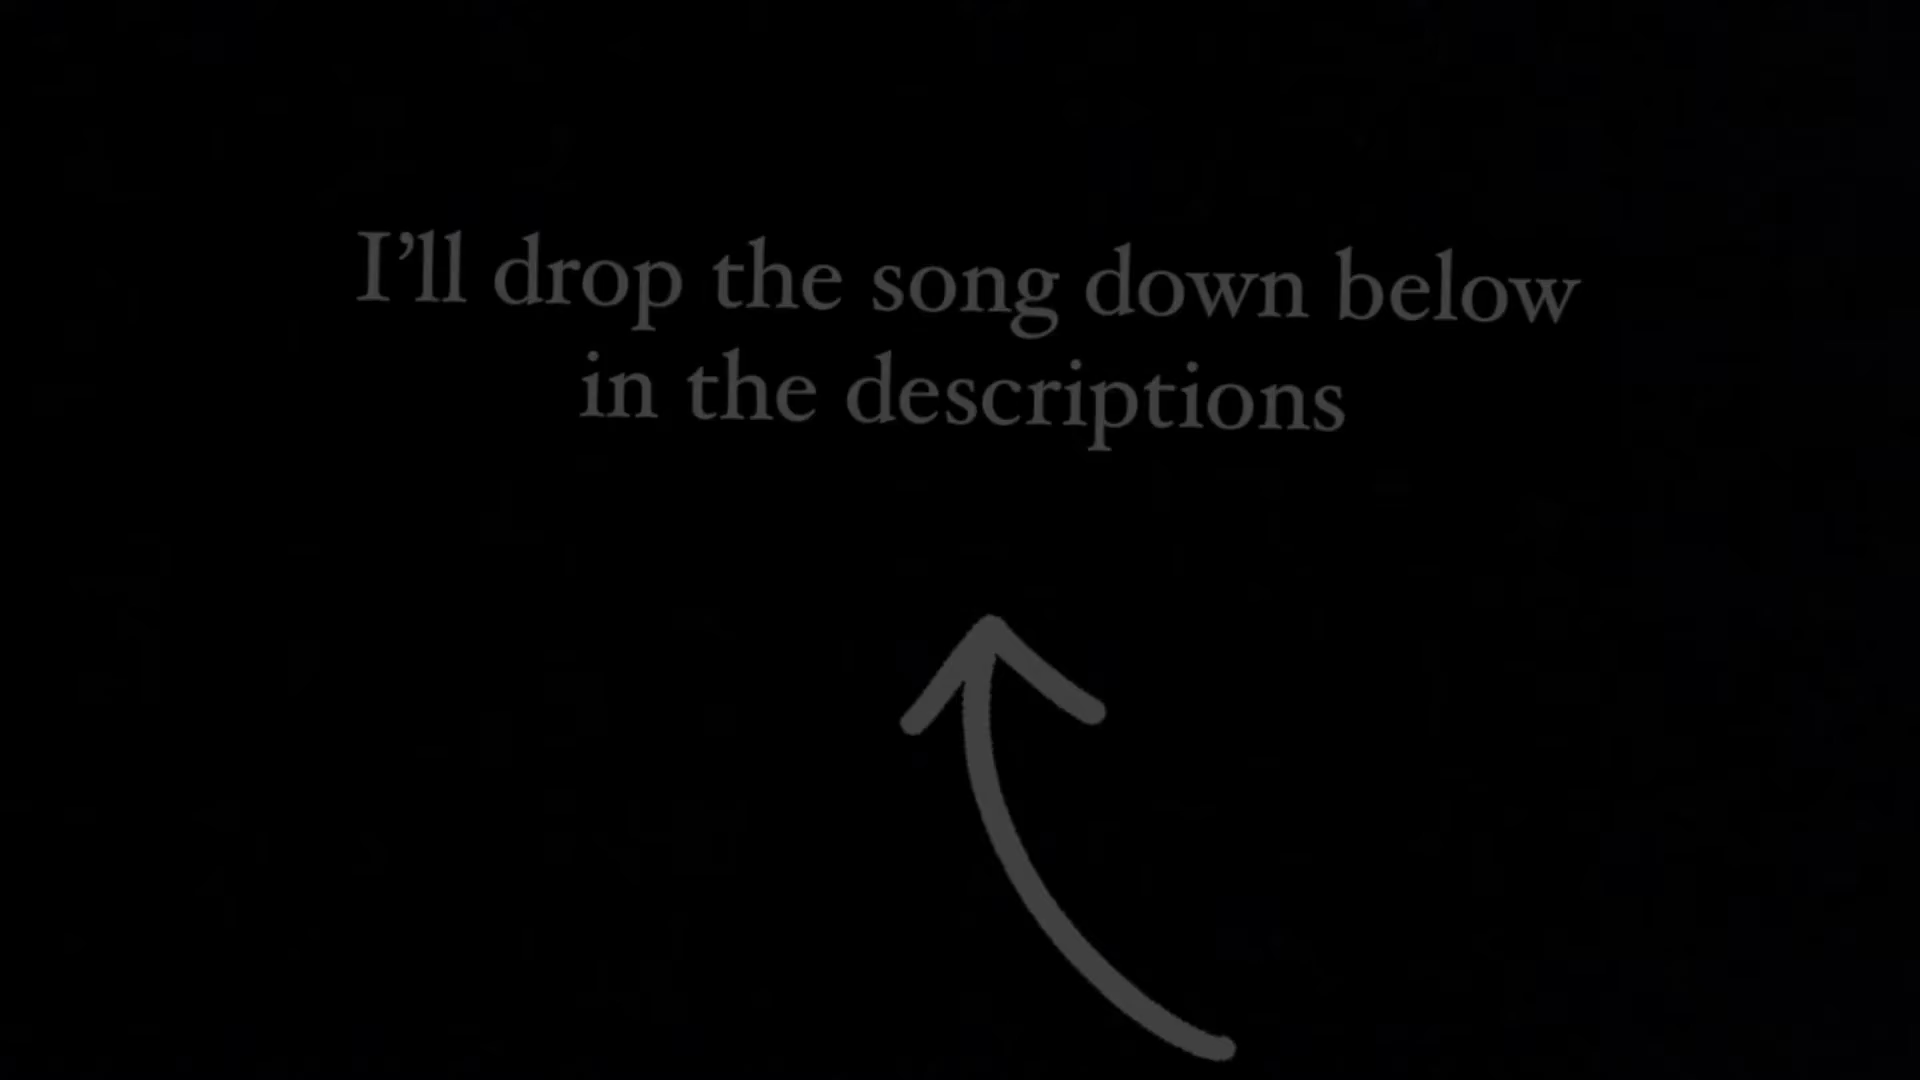 I’ll drop the song down below
in the descriptions